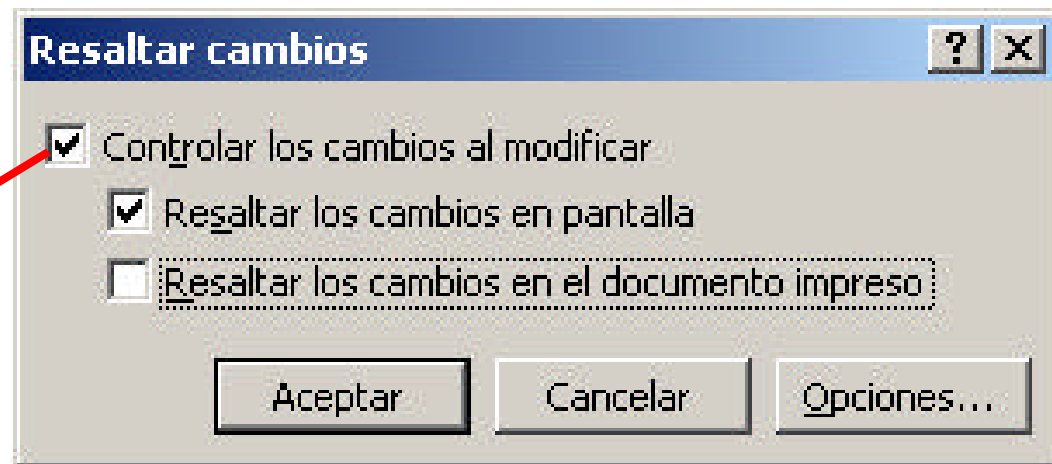 Resaltar cambios
Controlar los cambios al modificar
Resaltar los cambios en pantalla
Resaltar los cambios en el documento impreso
Aceptar Cancelar Opciones...